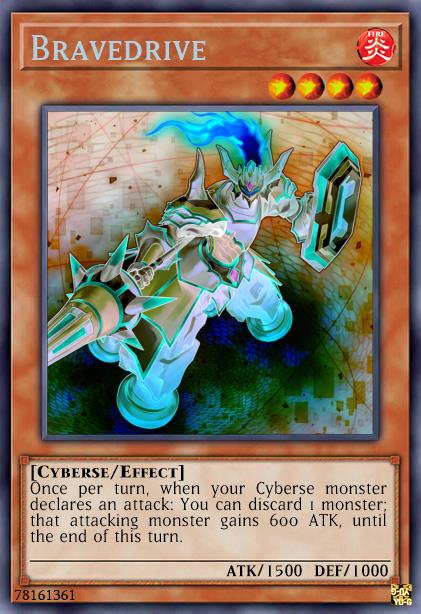 BRAVEDRIVE
FIRE
炎
[CYBERSE/EFFECT]
Once per turn, when your Cyberse monster
declares an attack: You can discard 1 monster;
that attacking monster gains 600 ATK, until
the end of this turn.
ATK/1500 DEF/1000
78161361